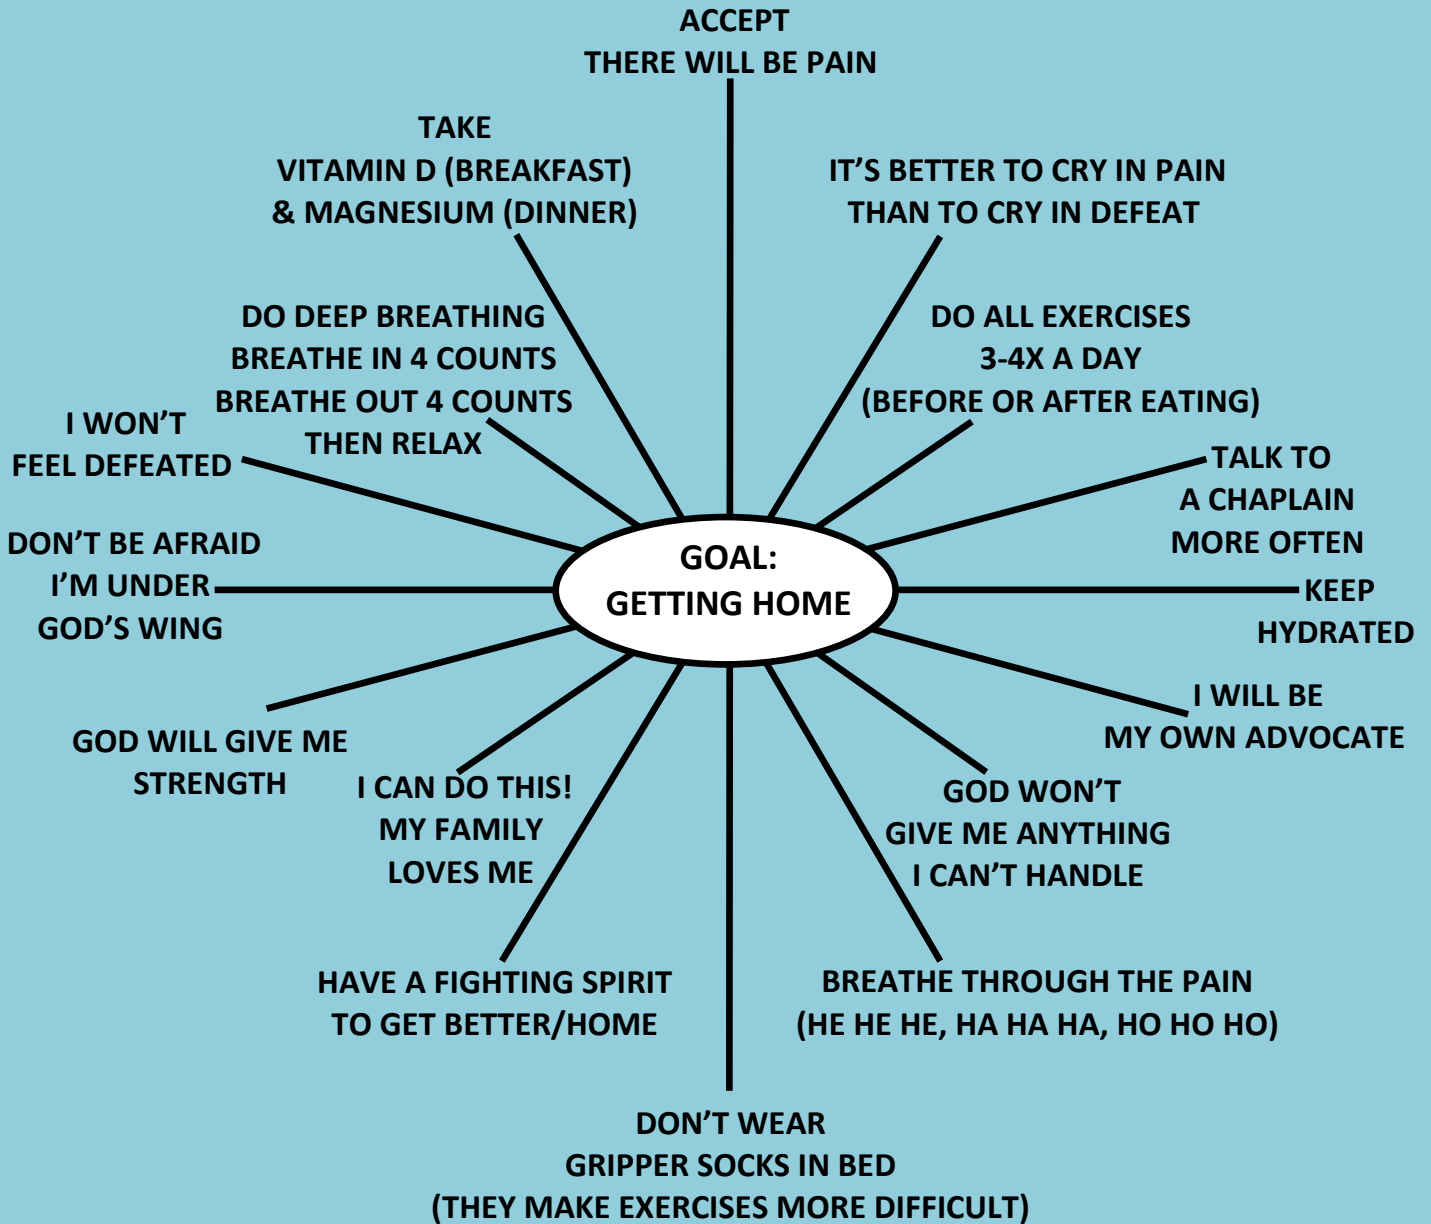 ACCEPT
THERE WILL BE PAIN
TAKE
VITAMIN D (BREAKFAST)
& MAGNESIUM (DINNER)
IT’S BETTER TO CRY IN PAIN
THAN TO CRY IN DEFEAT
DO DEEP BREATHING
BREATHE IN 4 COUNTS
BREATHE OUT 4 COUNTS
THEN RELAX
DO ALL EXERCISES
3-4X A DAY
(BEFORE OR AFTER EATING)
I WON’T
FEEL DEFEATED
TALK TO
A CHAPLAIN
MORE OFTEN
DON’T BE AFRAID
I’M UNDER
GOD’S WING
GOAL:
GETTING HOME
KEEP
HYDRATED
GOD WILL GIVE ME
STRENGTH
I WILL BE
MY OWN ADVOCATE
I CAN DO THIS!
MY FAMILY
LOVES ME
GOD WON’T
GIVE ME ANYTHING
I CAN’T HANDLE
HAVE A FIGHTING SPIRIT
TO GET BETTER/HOME
BREATHE THROUGH THE PAIN
(HE HE HE, HA HA HA, HO HO HO)
DON’T WEAR
GRIPPER SOCKS IN BED
(THEY MAKE EXERCISES MORE DIFFICULT)